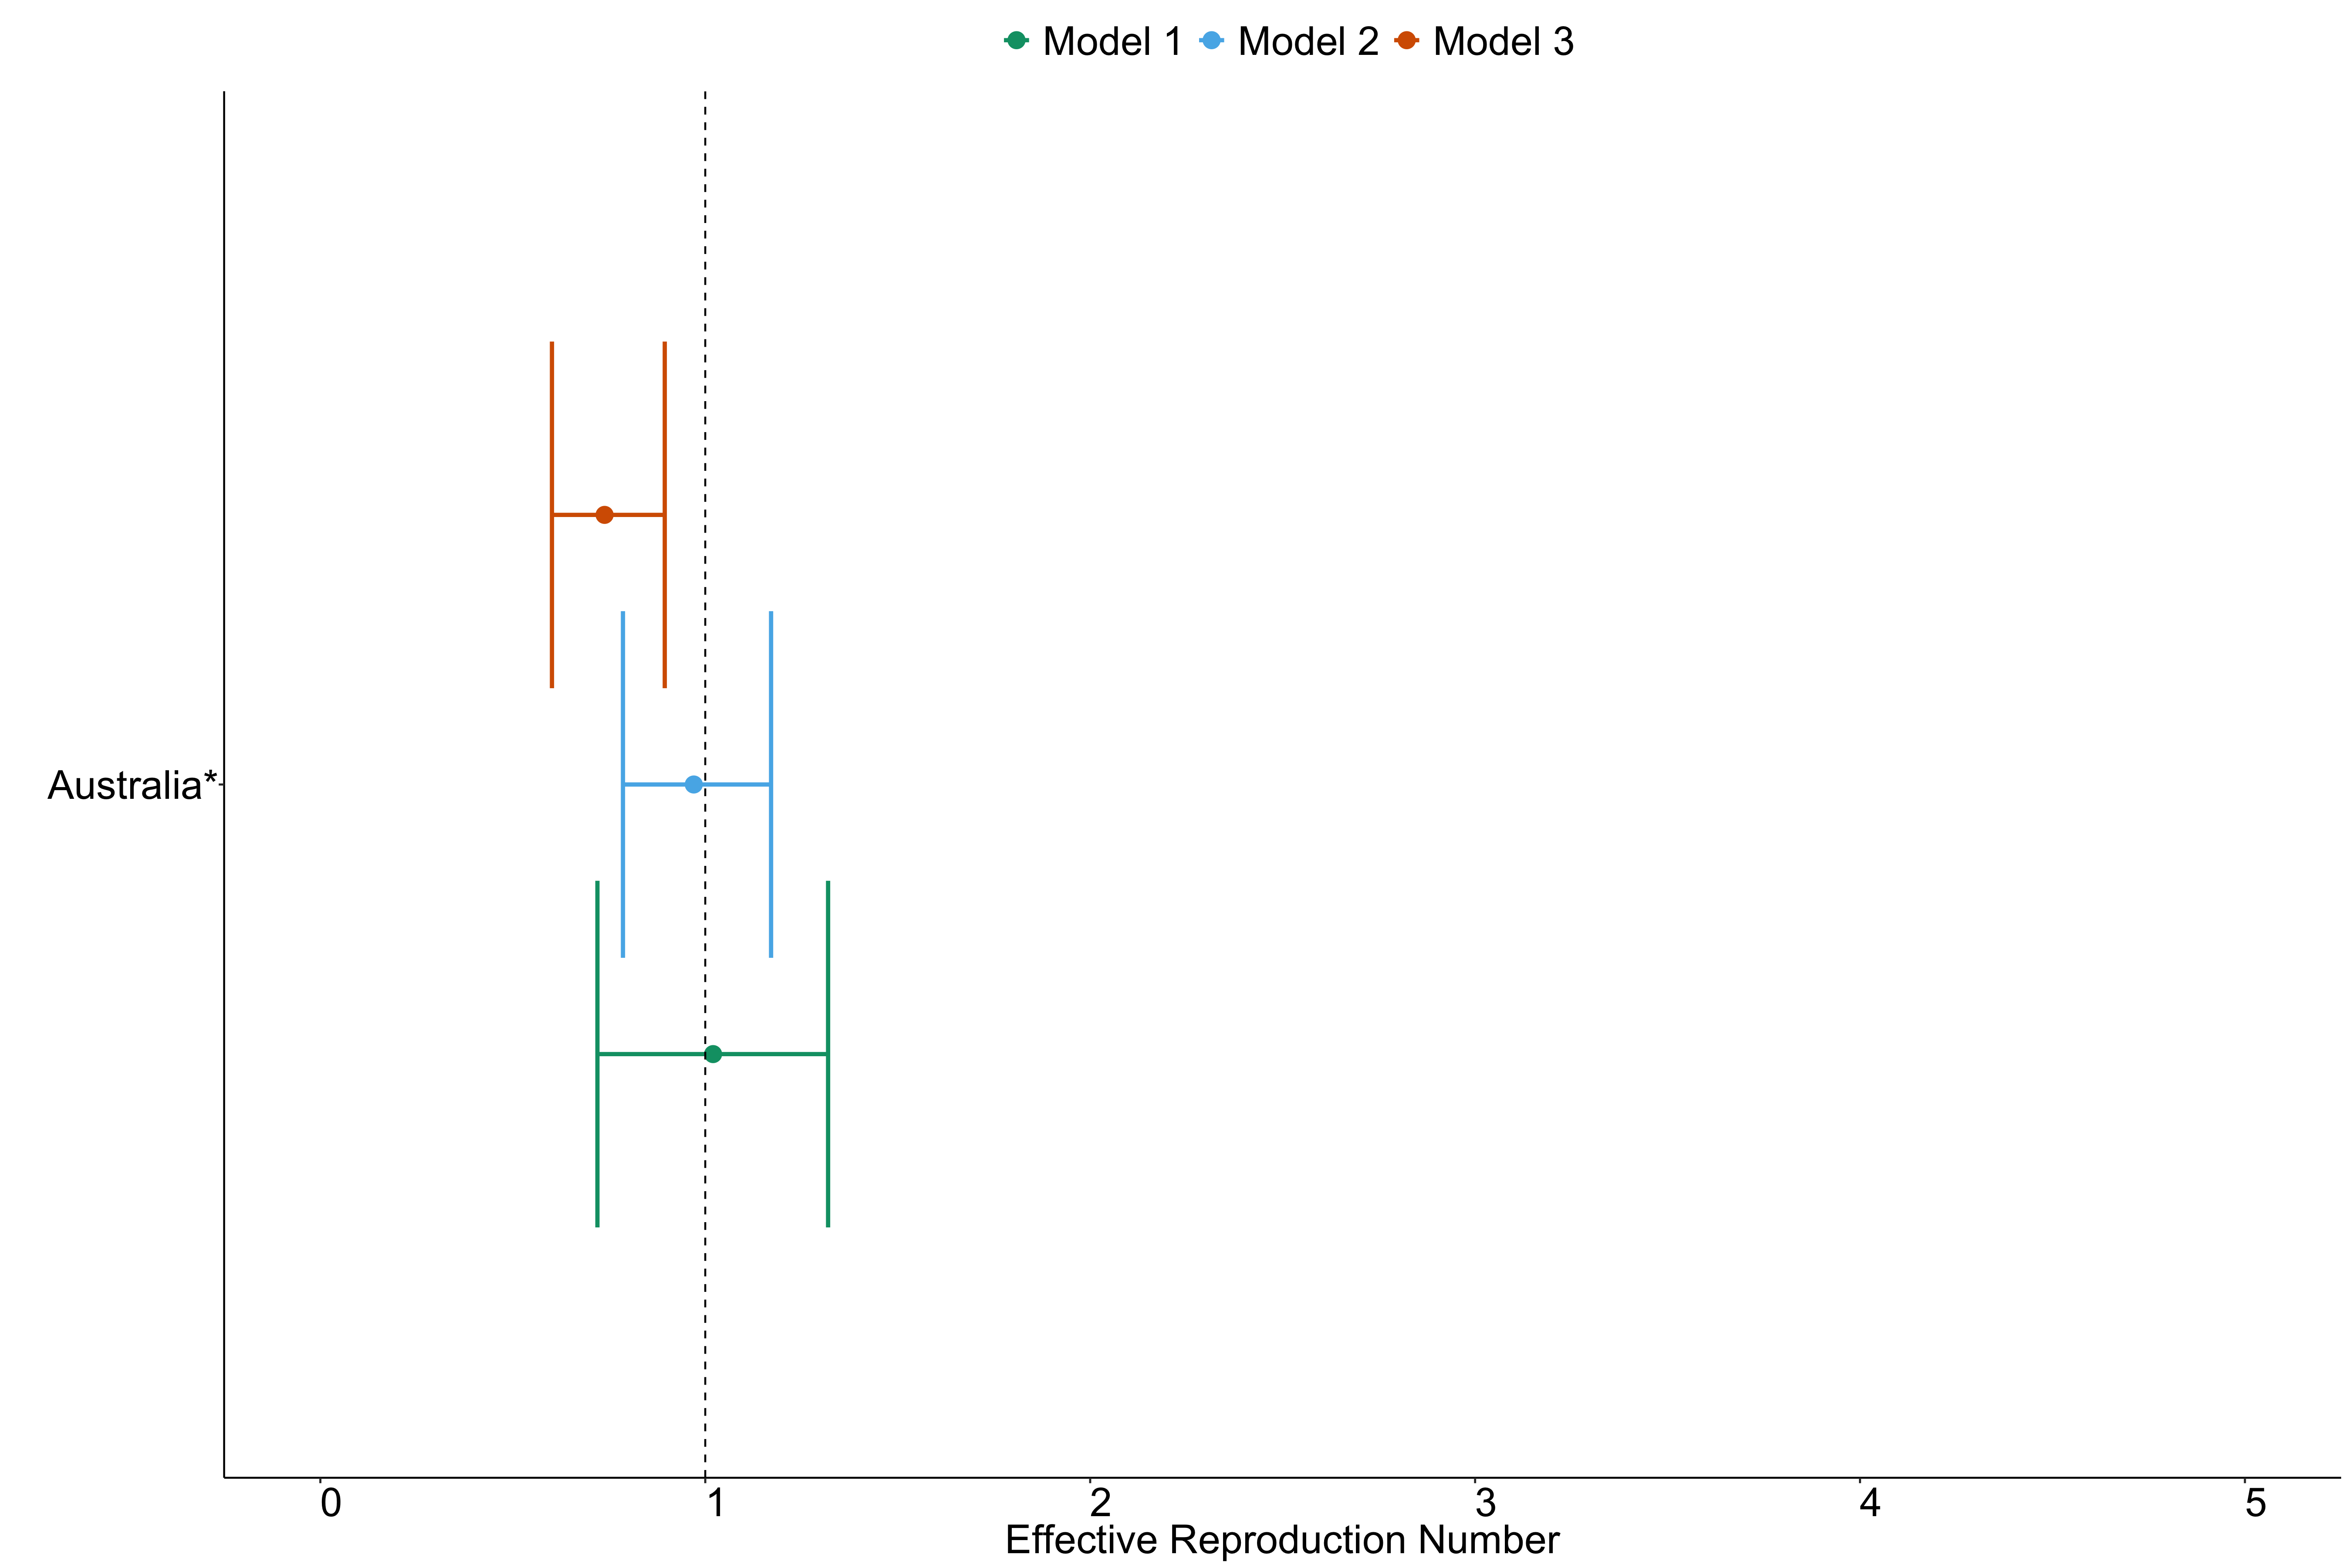 Model 1 Model 2 Model 3
Australia*
0 1 2 3 4 5
Effective Reproduction Number